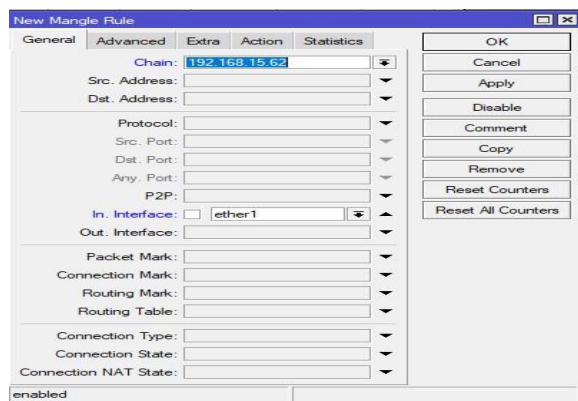 New Mangle Rule
General Advanced Extra Action Statistics
Chain: 192.168.15.62
Src. Address:
Dst. Address:
Protocol:
Src. Port:
Dst. Port:
Any. Port:
P2P:
In. Interface: ether1
Out. Interface:
Packet Mark:
Connection Mark:
Routing Mark:
Routing Table:
Connection Type:
Connection State:
Connection NAT State:
OK
Cancel
Apply
Disable
Comment
Copy
Remove
Reset Counters
Reset All Counters
enabled